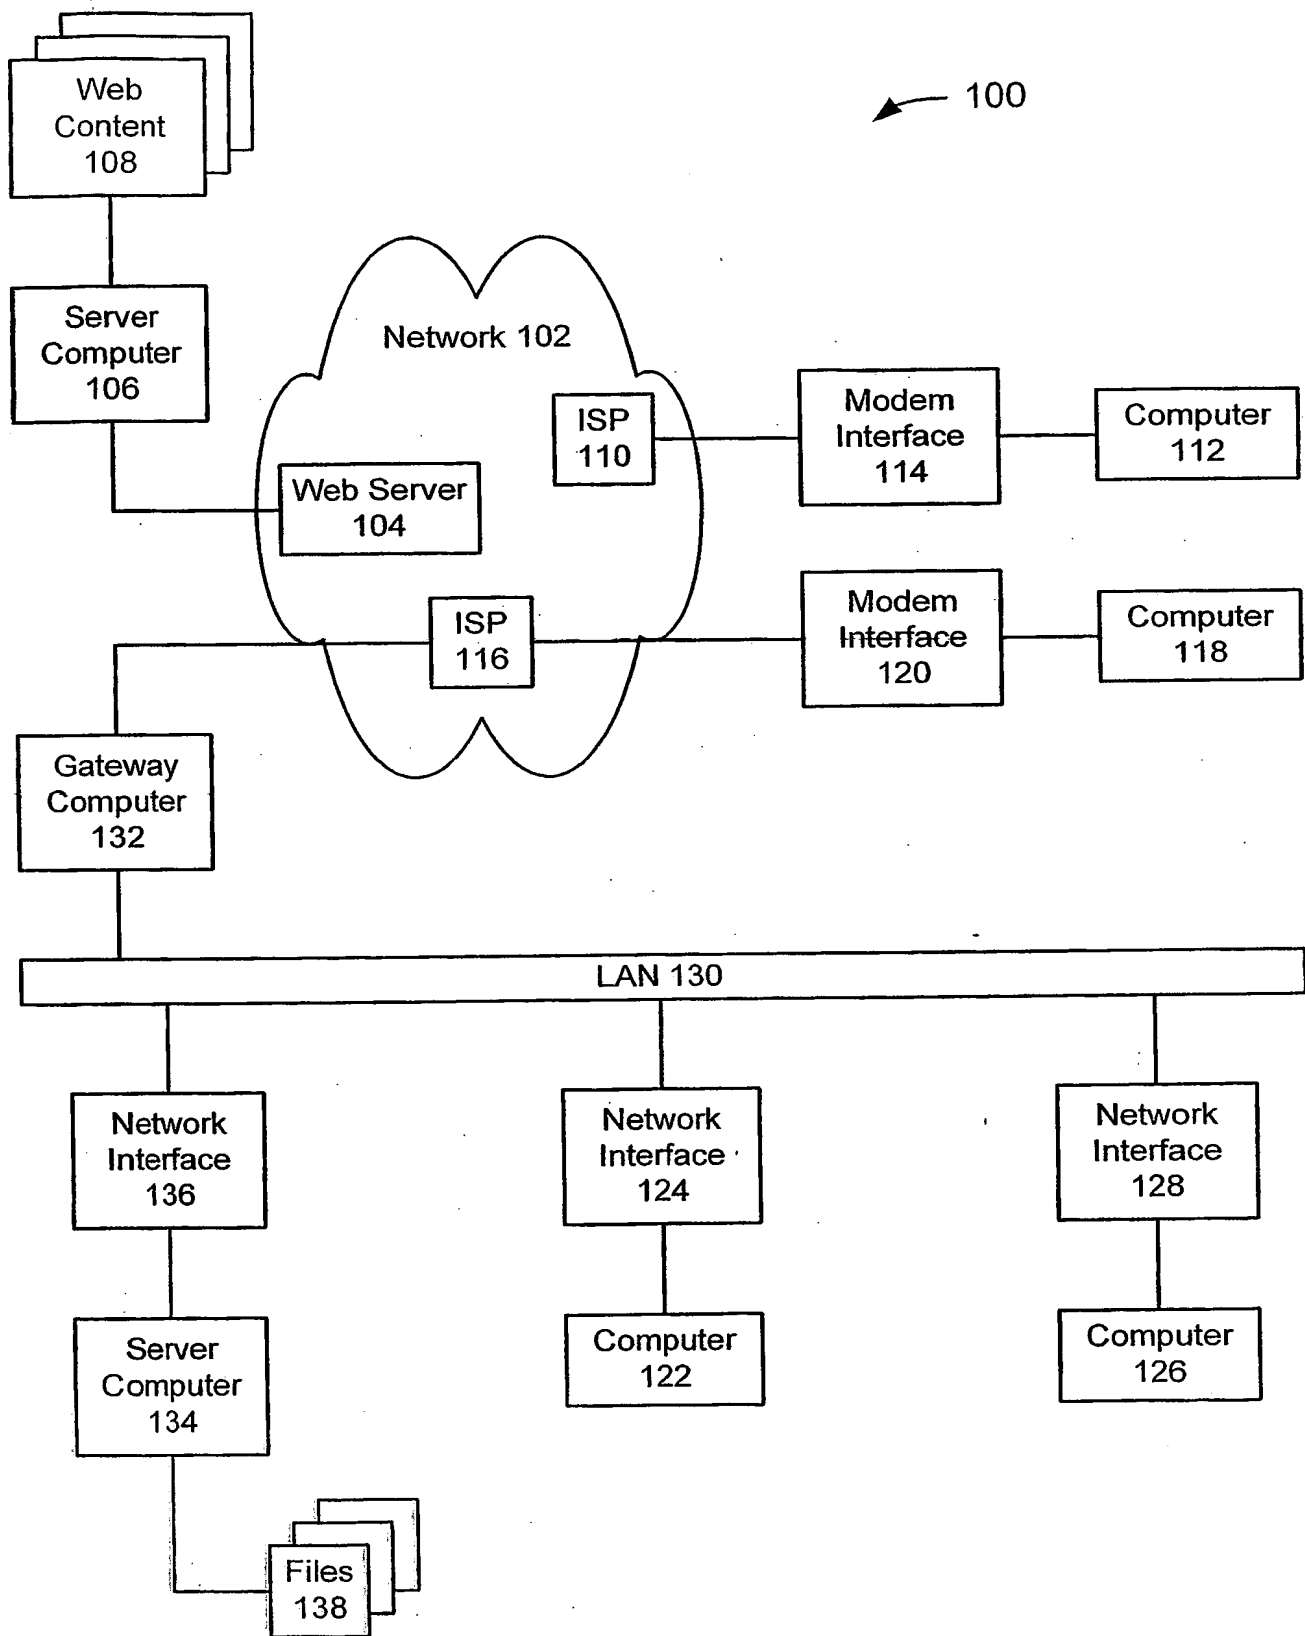 Web
Content
108
100
Server
Computer
106
Network 102
ISP
110
Modem
Interface
114
Computer
112
Web Server
104
ISP
116
Modem
Interface
120
Computer
118
Gateway
Computer
132
LAN 130
Network
Interface
136
Network
Interface
124
Network
Interface
128
Server
Computer
134
Computer
122
Computer
126
Files
138